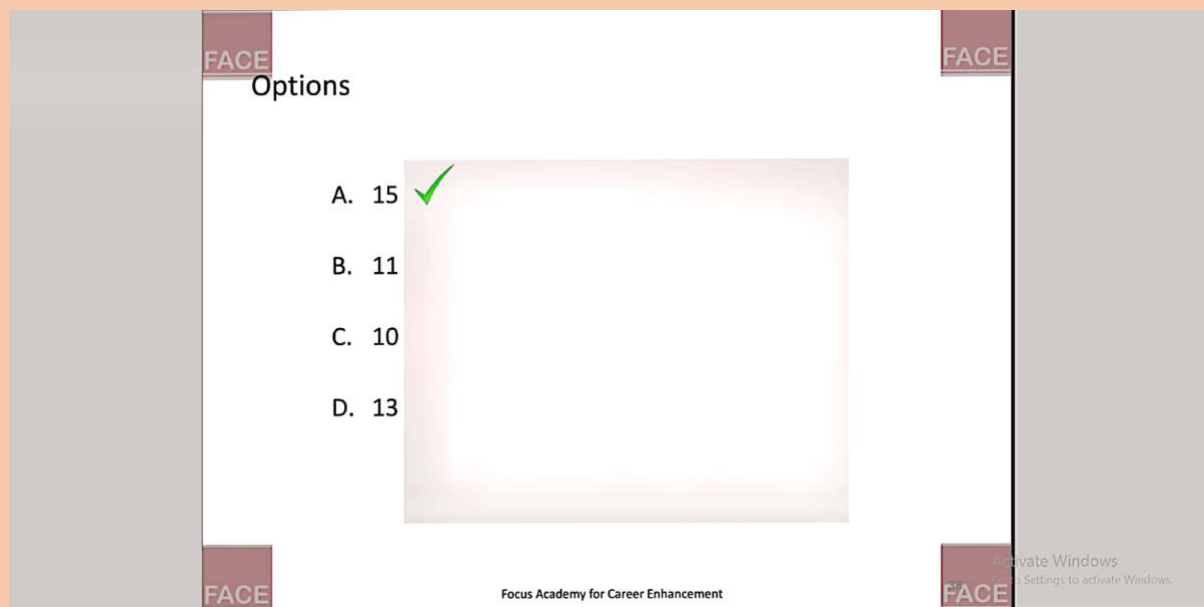 FACE
FACE
Options
A. 15
B. 11
C. 10
D. 13
Activate Windows
Settings to activate Windows.
FACE
Focus Academy for Career Enhancement
FACE